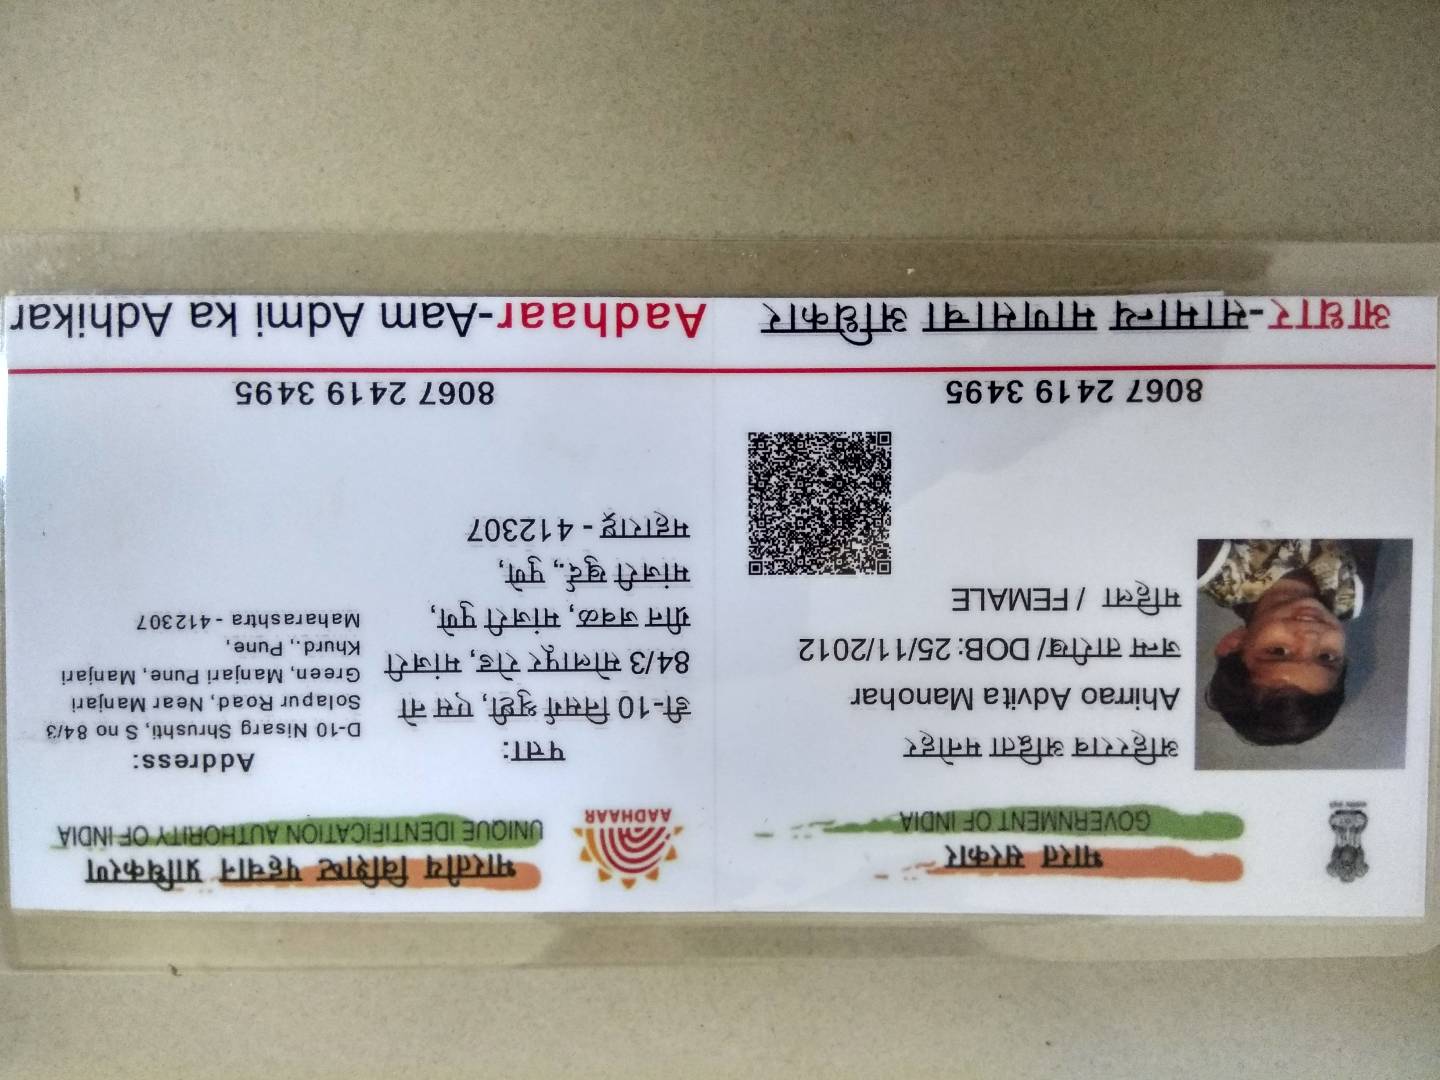 भारत सरकार
GOVERNMENT OF INDIA
अहिरराव अद्विता मनोहर
Ahirrao Advita Manohar
जन्म तारीख/ DOB: 25/11/2012
महिला / FEMALE
8067 2419 3495
आधार-सामान्य माणसाचा अधिकार
भारतीय विशिष्ट पहचान प्राधिकरण
UNIQUE IDENTIFICATION AUTHORITY OF INDIA
AADHAAR
पत्ता:
डी-10 निसर्ग श्रुष्टी, एस नो
84/3 सोलापूर रोड, मांजरी
ग्रीन जवळ, मांजरी पुणे,
मांजरी खुर्द., पुणे,
महाराष्ट्र - 412307
Address:
D-10 Nisarg Shrushti, S no 84/3
Solapur Road, Near Manjari
Green, Manjari Pune, Manjari
Khurd., Pune,
Maharashtra - 412307
8067 2419 3495
Aadhaar-Aam Admi ka Adhikar